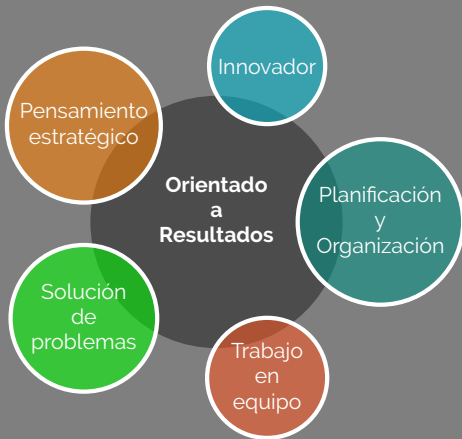 Innovador
Pensamiento
estratégico
Orientado
a
Resultados
Planificación
y
Organización
Solución
de
problemas
Trabajo
en
equipo